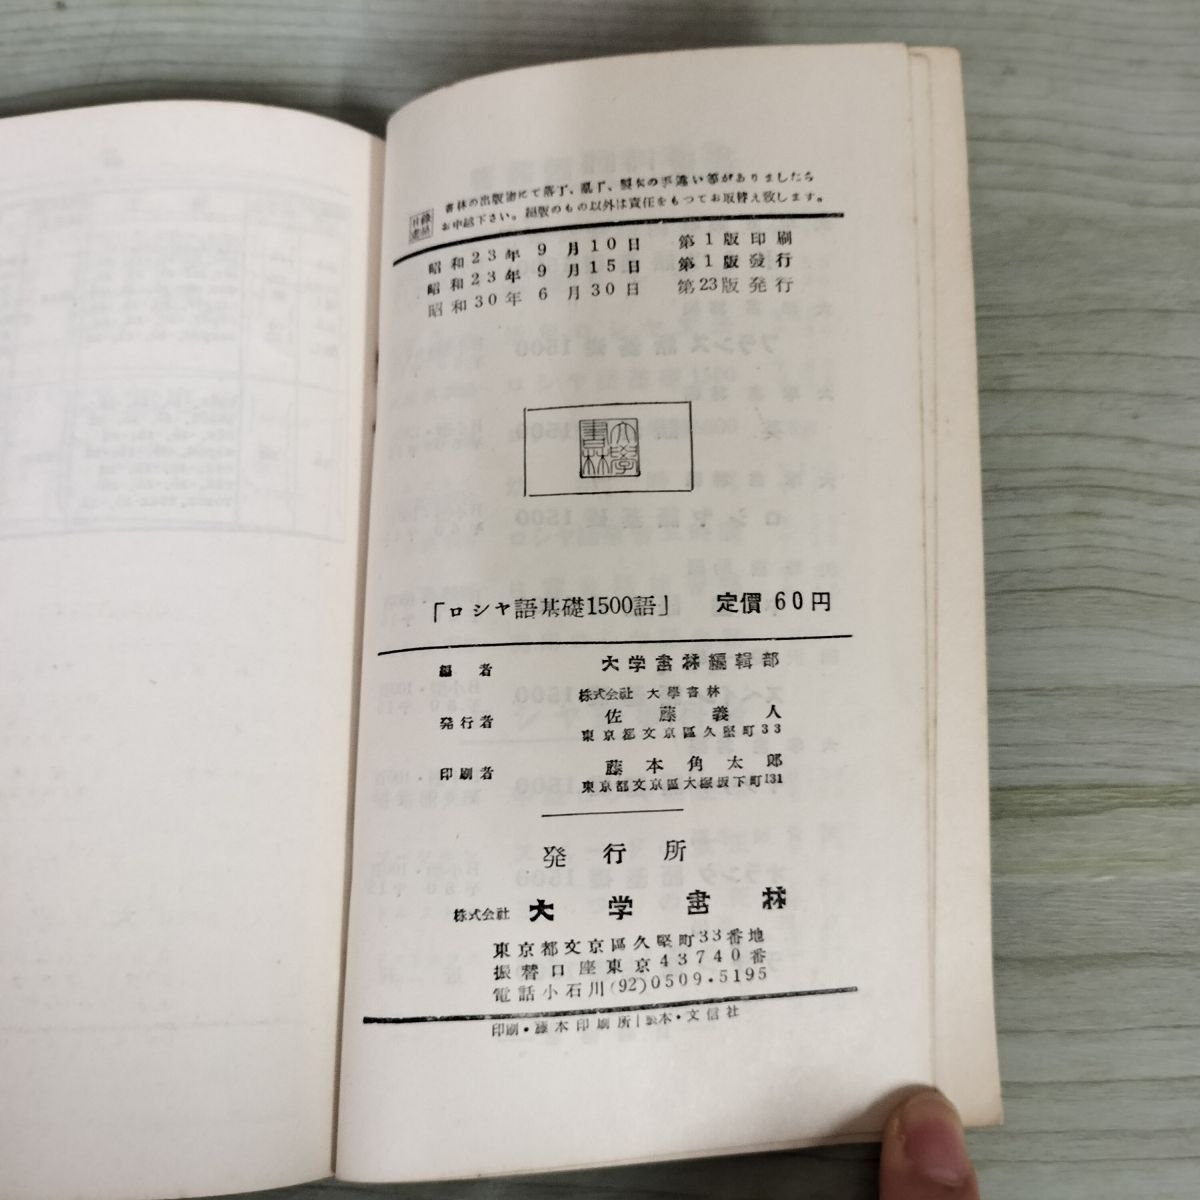 書林の出版物にて落丁、乱丁、製本の手違い等がありましたら
お申越下さい。絶版のもの以外は責任をもつてお取替え致します。
昭和23年9月10日 第1版印刷
昭和23年9月15日 第1版發行
昭和30年6月30日 第23版発行
大學書林
「ロシヤ語基礎1500語」 定價 60円
編者 大学書林編輯部
株式会社 大學書林
発行者 佐藤義人
東京都文京區久堅町33
印刷者 藤本角太郎
東京都文京區大塚坂下町131
発行所
株式会社 大学書林
東京都文京區久堅町33番地
振替口座東京43740番
電話小石川(92)0509・5195
印刷・藤本印刷所|製本・文信社